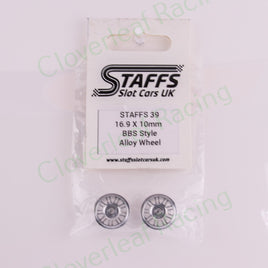 STAFFS
Slot Cars UK
STAFFS 39
16.9 X 10mm
BBS Style
Alloy Wheel
www.staffsslotcarsuk.com
Cloverleaf Racing
Cloverleaf Racing